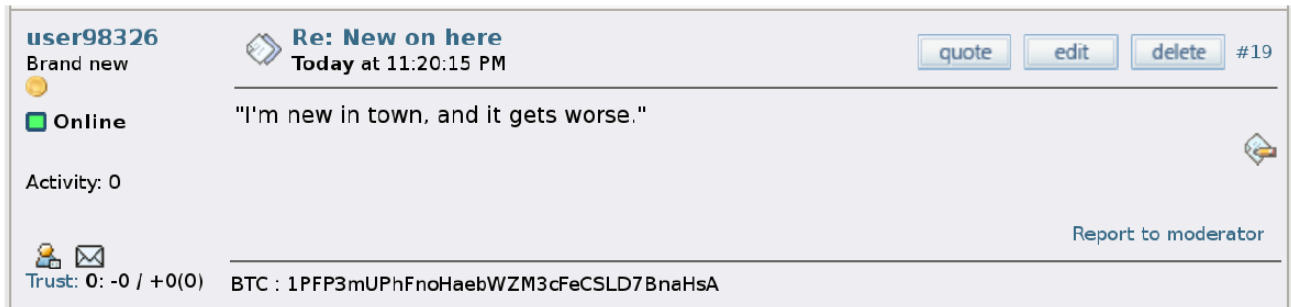 user98326
Re: New on here
quote edit delete #19
Brand new
Today at 11:20:15 PM
Online
"I'm new in town, and it gets worse."
Activity: 0
Report to moderator
Trust: 0: -0 / +0(0)
BTC : 1PFP3mUPhFnoHaebWZM3cFeCSLD7BnaHsA